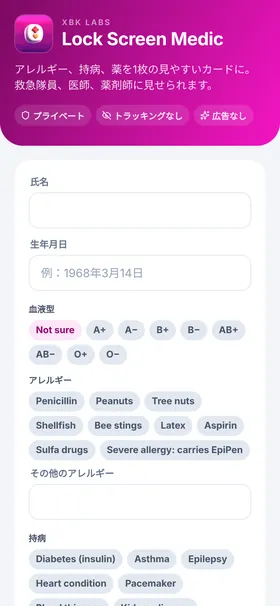 XBK LABS
Lock Screen Medic
アレルギー、持病、薬を1枚の見やすいカードに。
救急隊員、医師、薬剤師に見せられます。
プライベート トラッキングなし 広告なし
氏名
生年月日
例：1968年3月14日
血液型
Not sure A+ A− B+ B− AB+
AB− O+ O−
アレルギー
Penicillin Peanuts Tree nuts
Shellfish Bee stings Latex Aspirin
Sulfa drugs Severe allergy: carries EpiPen
その他のアレルギー
持病
Diabetes (insulin) Asthma Epilepsy
Heart condition Pacemaker